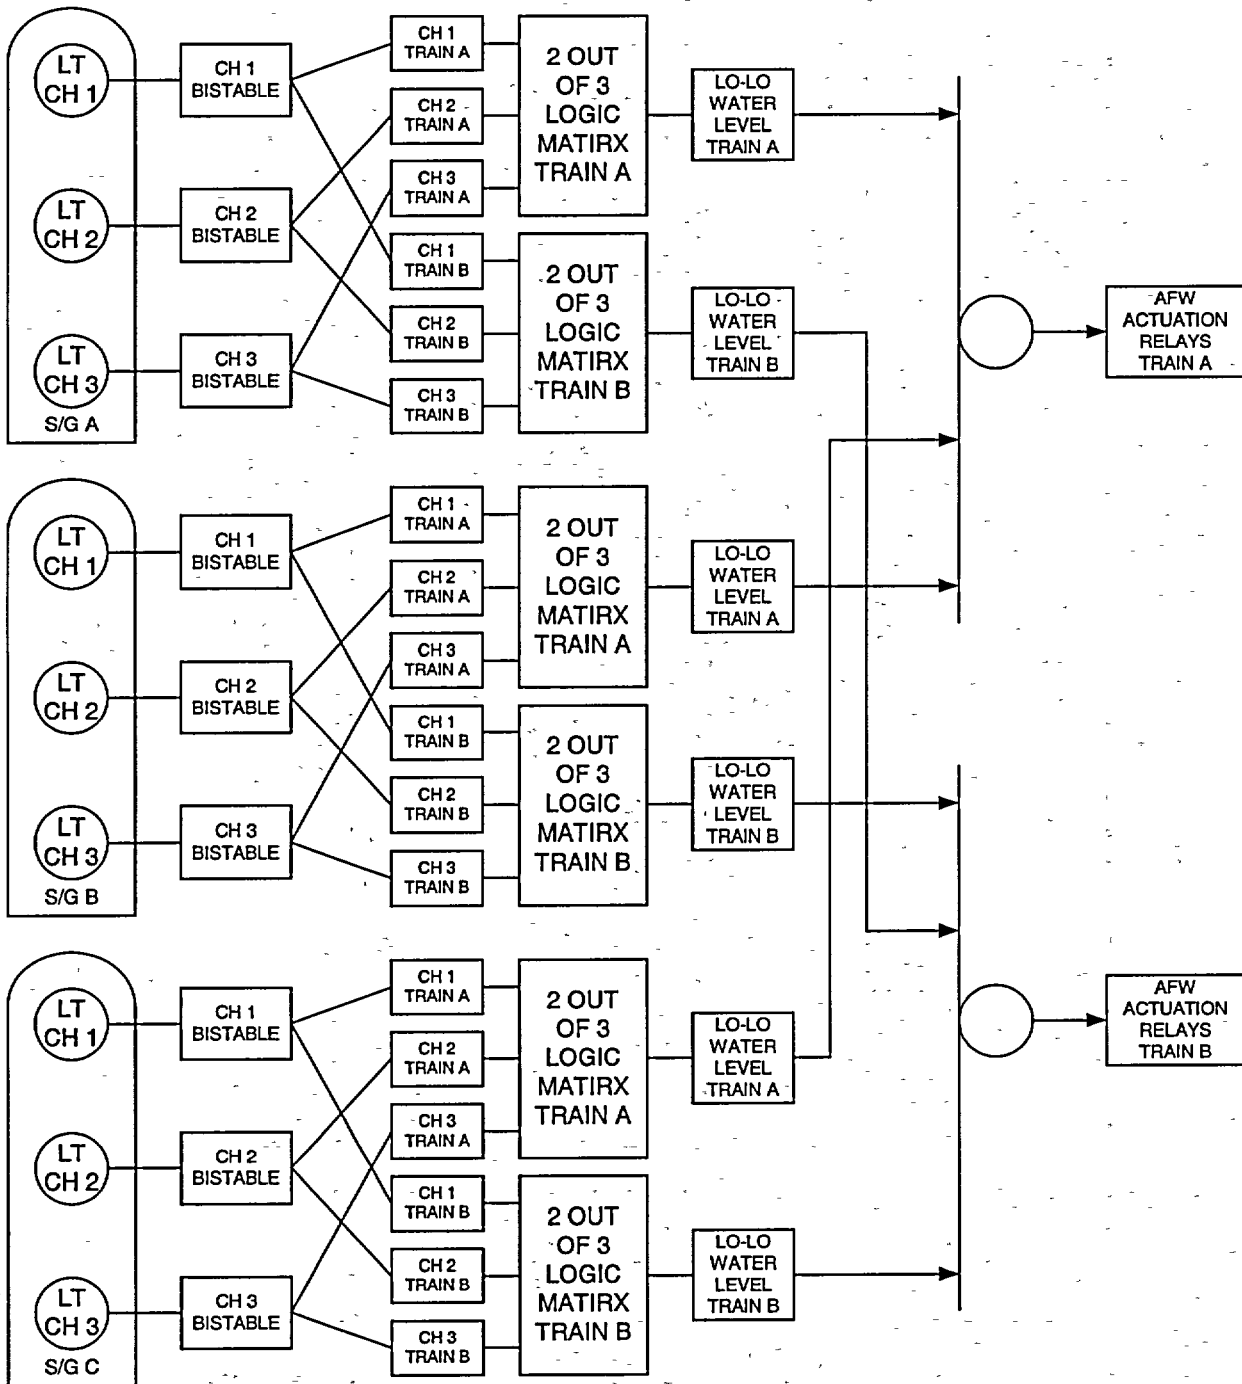 LT
CH 1
LT
CH 2
LT
CH 3
S/G A
CH 1
BISTABLE
CH 2
BISTABLE
CH 3
BISTABLE
CH 1
TRAIN A
CH 2
TRAIN A
CH 3
TRAIN A
CH 1
TRAIN B
CH 2
TRAIN B
CH 3
TRAIN B
2 OUT
OF 3
LOGIC
MATIRX
TRAIN A
2 OUT
OF 3
LOGIC
MATIRX
TRAIN B
LO-LO
WATER
LEVEL
TRAIN A
LO-LO
WATER
LEVEL
TRAIN B
AFW
ACTUATION
RELAYS
TRAIN A
LT
CH 1
LT
CH 2
LT
CH 3
S/G B
CH 1
BISTABLE
CH 2
BISTABLE
CH 3
BISTABLE
CH 1
TRAIN A
CH 2
TRAIN A
CH 3
TRAIN A
CH 1
TRAIN B
CH 2
TRAIN B
CH 3
TRAIN B
2 OUT
OF 3
LOGIC
MATIRX
TRAIN A
2 OUT
OF 3
LOGIC
MATIRX
TRAIN B
LO-LO
WATER
LEVEL
TRAIN A
LO-LO
WATER
LEVEL
TRAIN B
LT
CH 1
LT
CH 2
LT
CH 3
S/G C
CH 1
BISTABLE
CH 2
BISTABLE
CH 3
BISTABLE
CH 1
TRAIN A
CH 2
TRAIN A
CH 3
TRAIN A
CH 1
TRAIN B
CH 2
TRAIN B
CH 3
TRAIN B
2 OUT
OF 3
LOGIC
MATIRX
TRAIN A
2 OUT
OF 3
LOGIC
MATIRX
TRAIN B
LO-LO
WATER
LEVEL
TRAIN A
LO-LO
WATER
LEVEL
TRAIN B
AFW
ACTUATION
RELAYS
TRAIN B